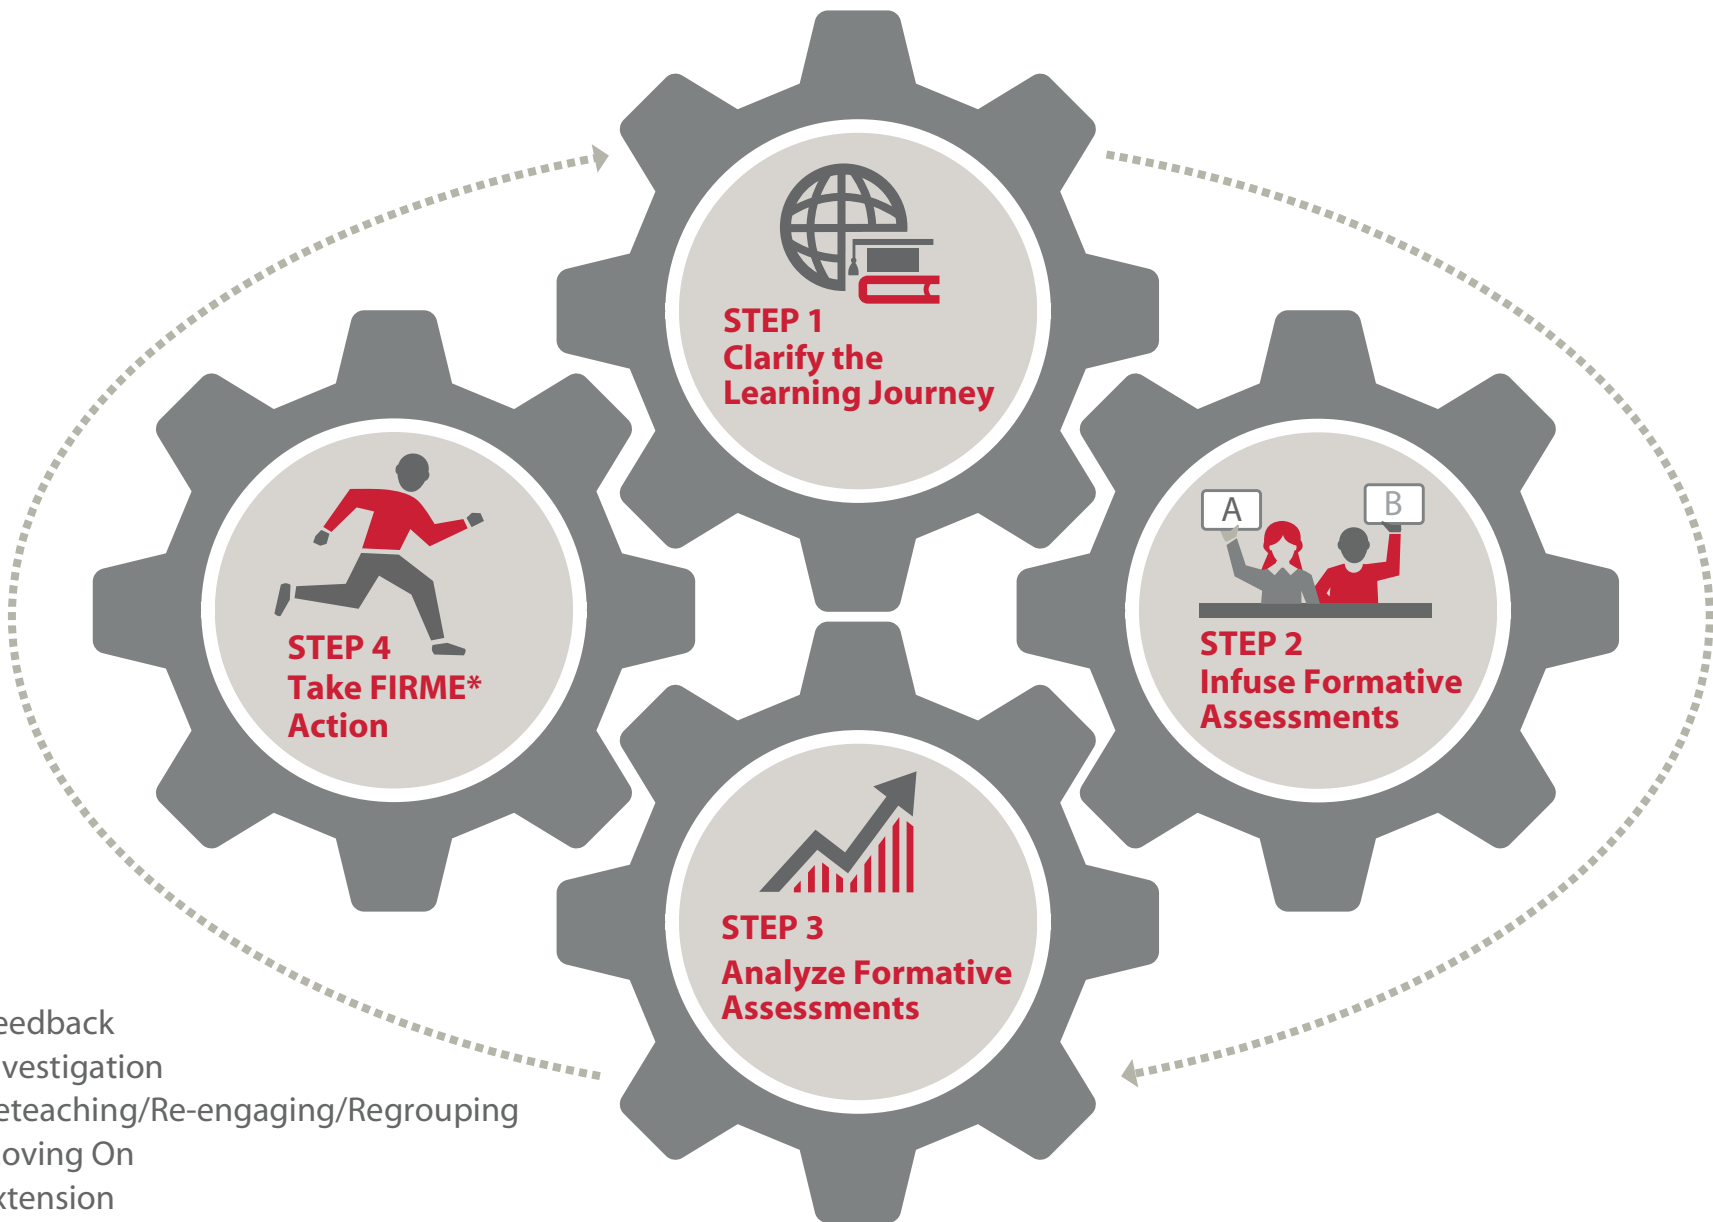 STEP 1
Clarify the
Learning Journey
A
B
STEP 2
Infuse Formative
Assessments
STEP 3
Analyze Formative
Assessments
STEP 4
Take FIRME*
Action
eedback
vestigation
eteaching/Re-engaging/Regrouping
oving On
xtension